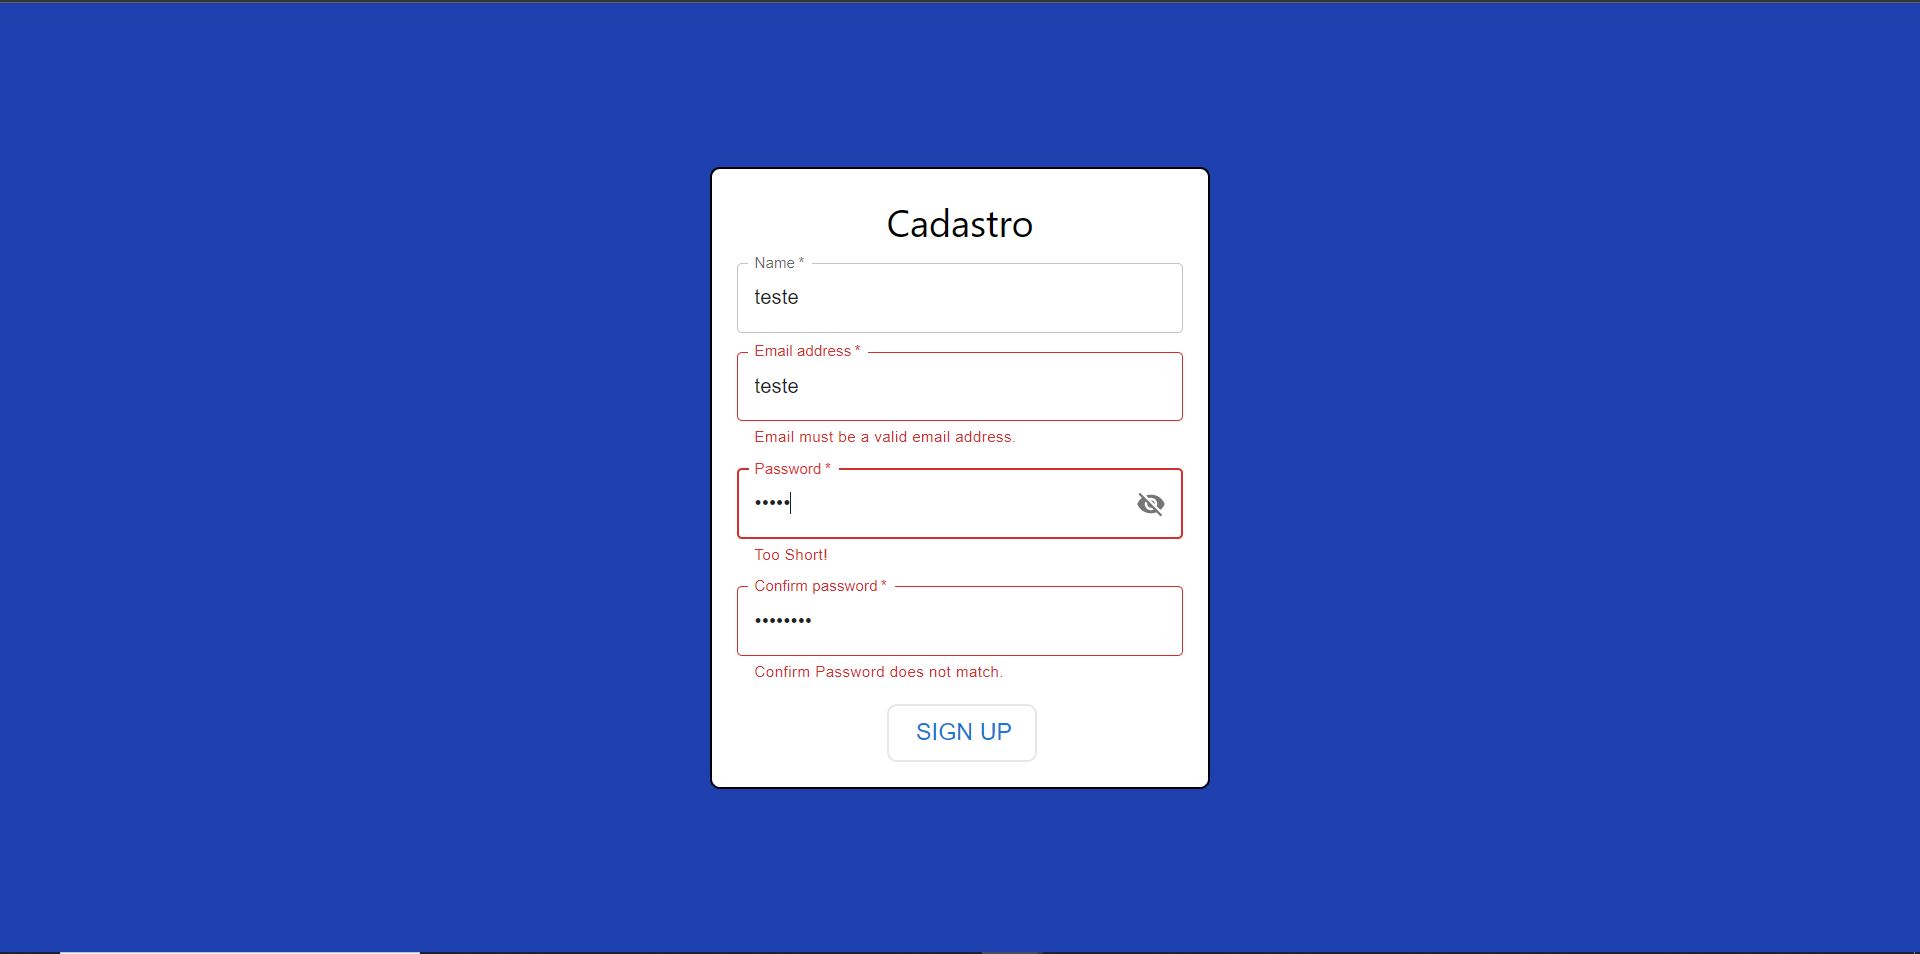 Cadastro
Name *
teste
Email address *
teste
Email must be a valid email address.
Password *
•••••
Too Short!
Confirm password *
••••••••
Confirm Password does not match.
SIGN UP